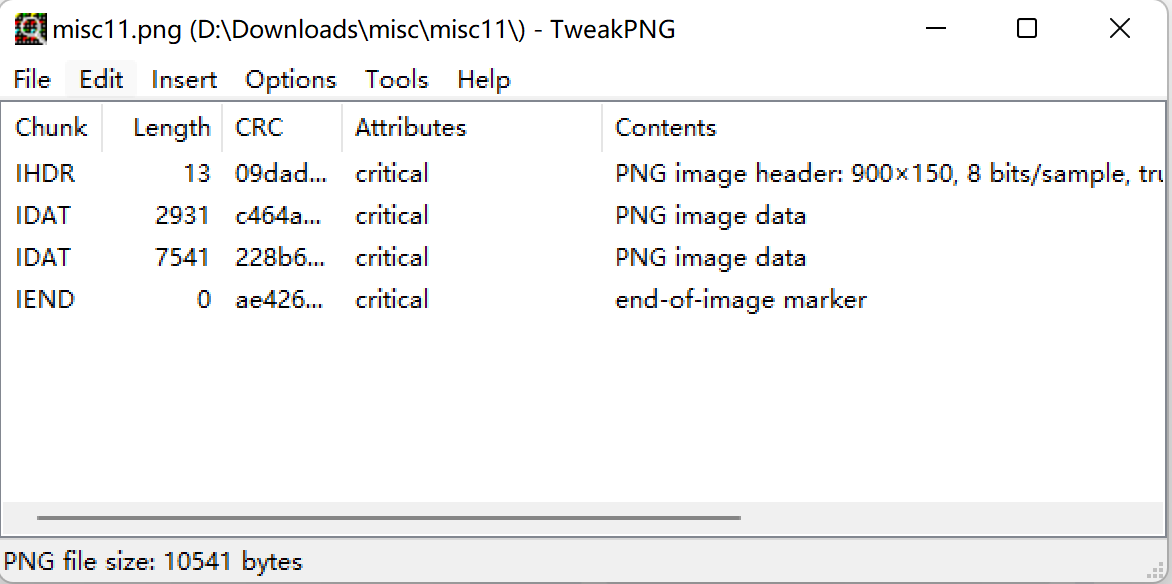 misc11.png (D:\Downloads\misc\misc11\) - TweakPNG
File Edit Insert Options Tools Help
Chunk Length CRC Attributes Contents
IHDR 13 09dad... critical PNG image header: 900×150, 8 bits/sample, tru
IDAT 2931 c464a... critical PNG image data
IDAT 7541 228b6... critical PNG image data
IEND 0 ae426... critical end-of-image marker
PNG file size: 10541 bytes